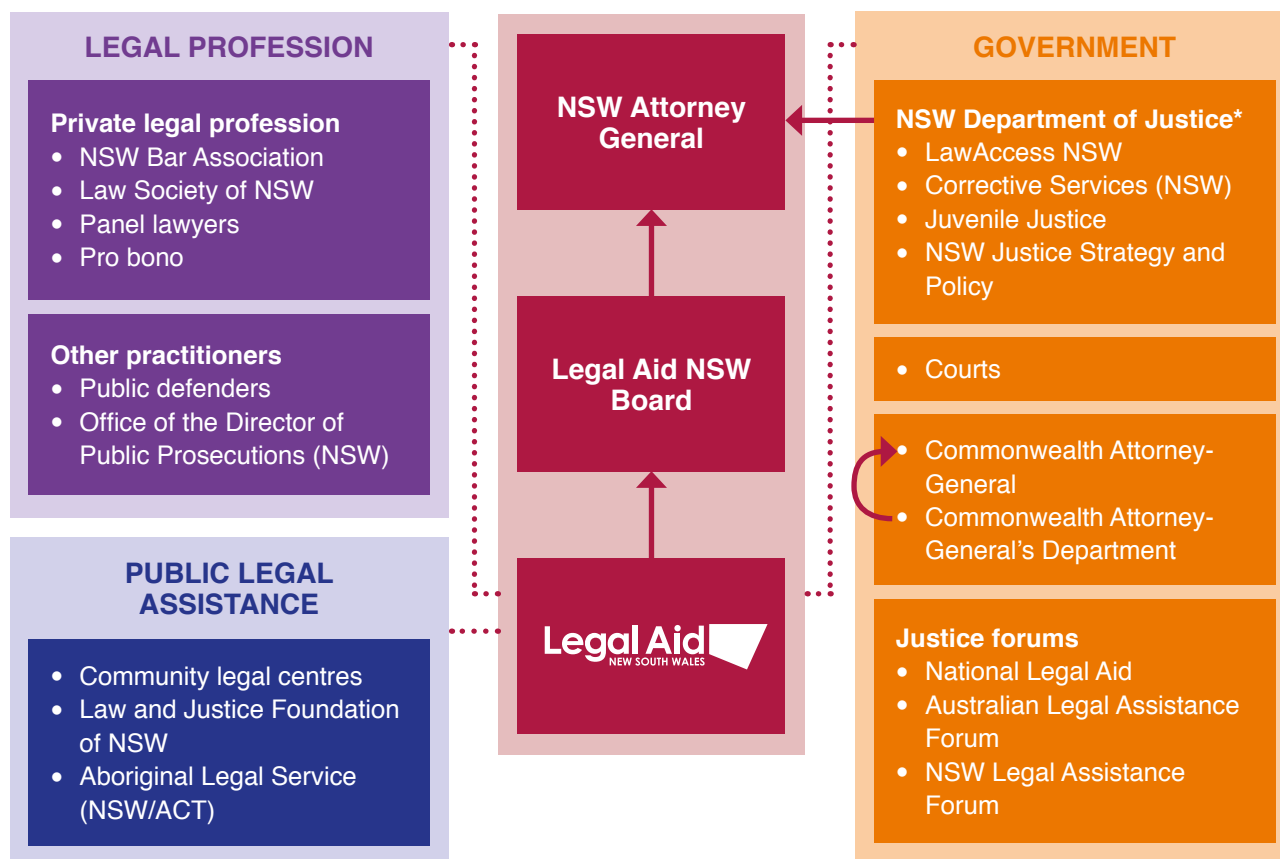 LEGAL PROFESSION
Private legal profession
• NSW Bar Association
• Law Society of NSW
• Panel lawyers
• Pro bono
Other practitioners
• Public defenders
• Office of the Director of
Public Prosecutions (NSW)
PUBLIC LEGAL
ASSISTANCE
• Community legal centres
• Law and Justice Foundation
of NSW
• Aboriginal Legal Service
(NSW/ACT)
NSW Attorney
General
Legal Aid NSW
Board
Legal Aid
NEW SOUTH WALES
GOVERNMENT
NSW Department of Justice*
• LawAccess NSW
• Corrective Services (NSW)
• Juvenile Justice
• NSW Justice Strategy and
Policy
• Courts
• Commonwealth Attorney-
General
• Commonwealth Attorney-
General’s Department
Justice forums
• National Legal Aid
• Australian Legal Assistance
Forum
• NSW Legal Assistance
Forum